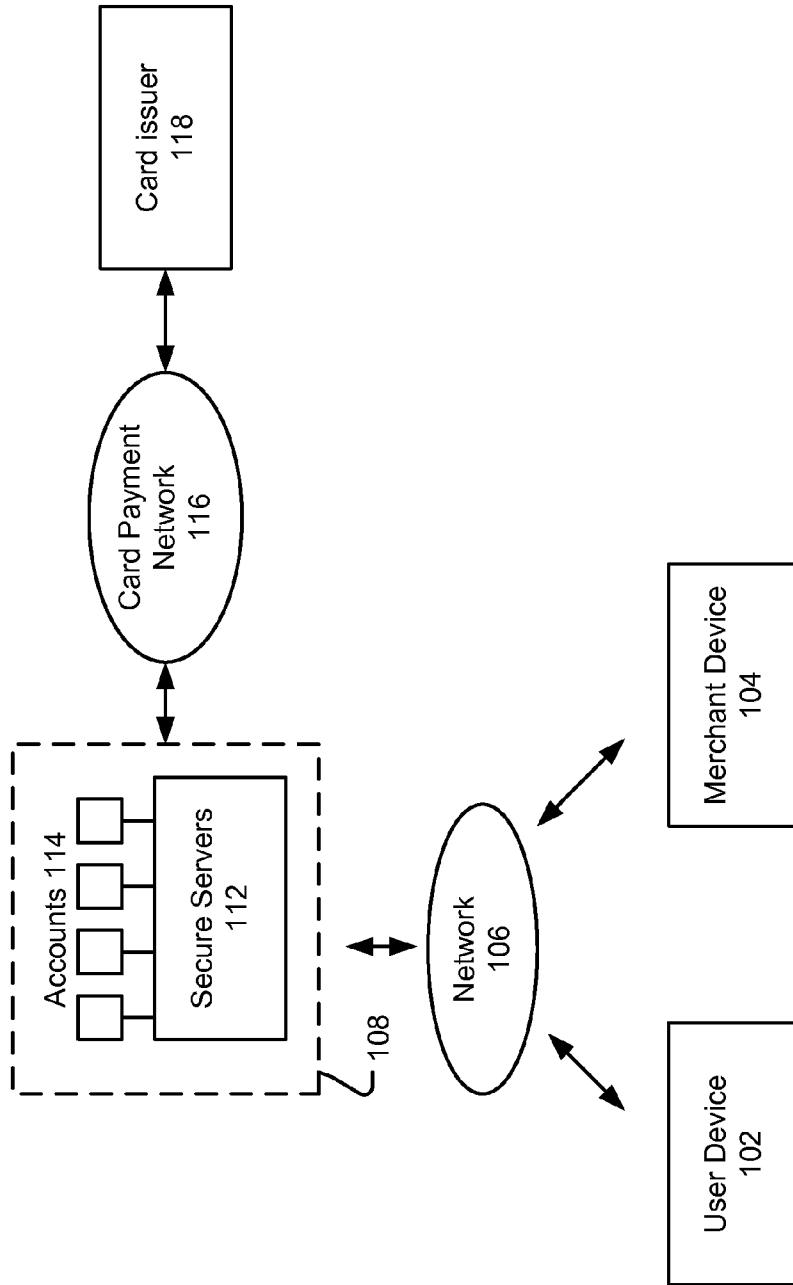 Accounts 114
Secure Servers
112
108
Card Payment
Network
116
Card issuer
118
Network
106
User Device
102
Merchant Device
104